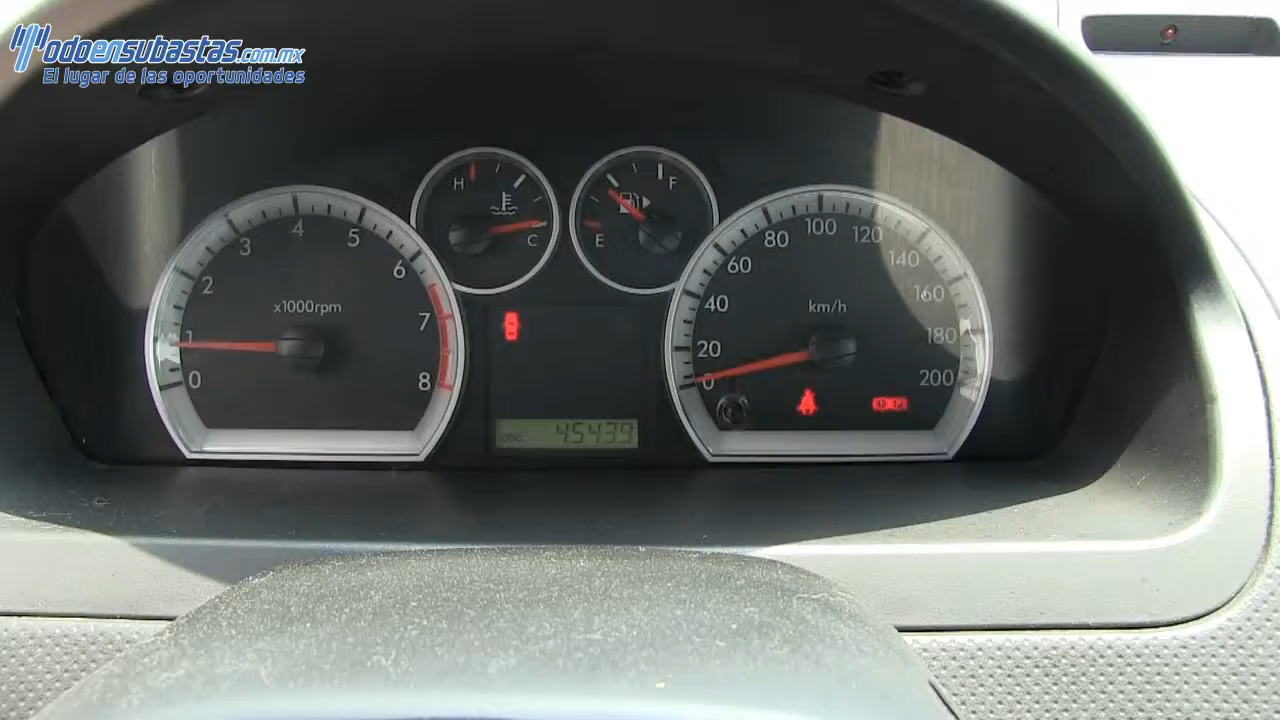 Todoensubastas.com.mx
El lugar de las oportunidades
H
C
F
E
0
1
2
3
4
5
6
7
8
x1000rpm
0
20
40
60
80
100
120
140
160
180
200
km/h
ODO 45439